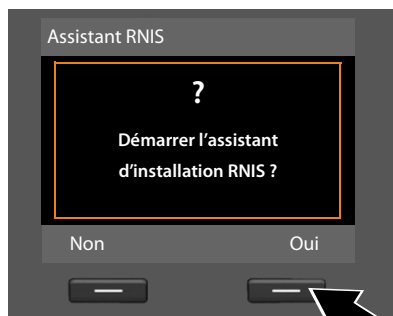 Assistant RNIS
?
Démarrer l’assistant
d’installation RNIS ?
Non Oui